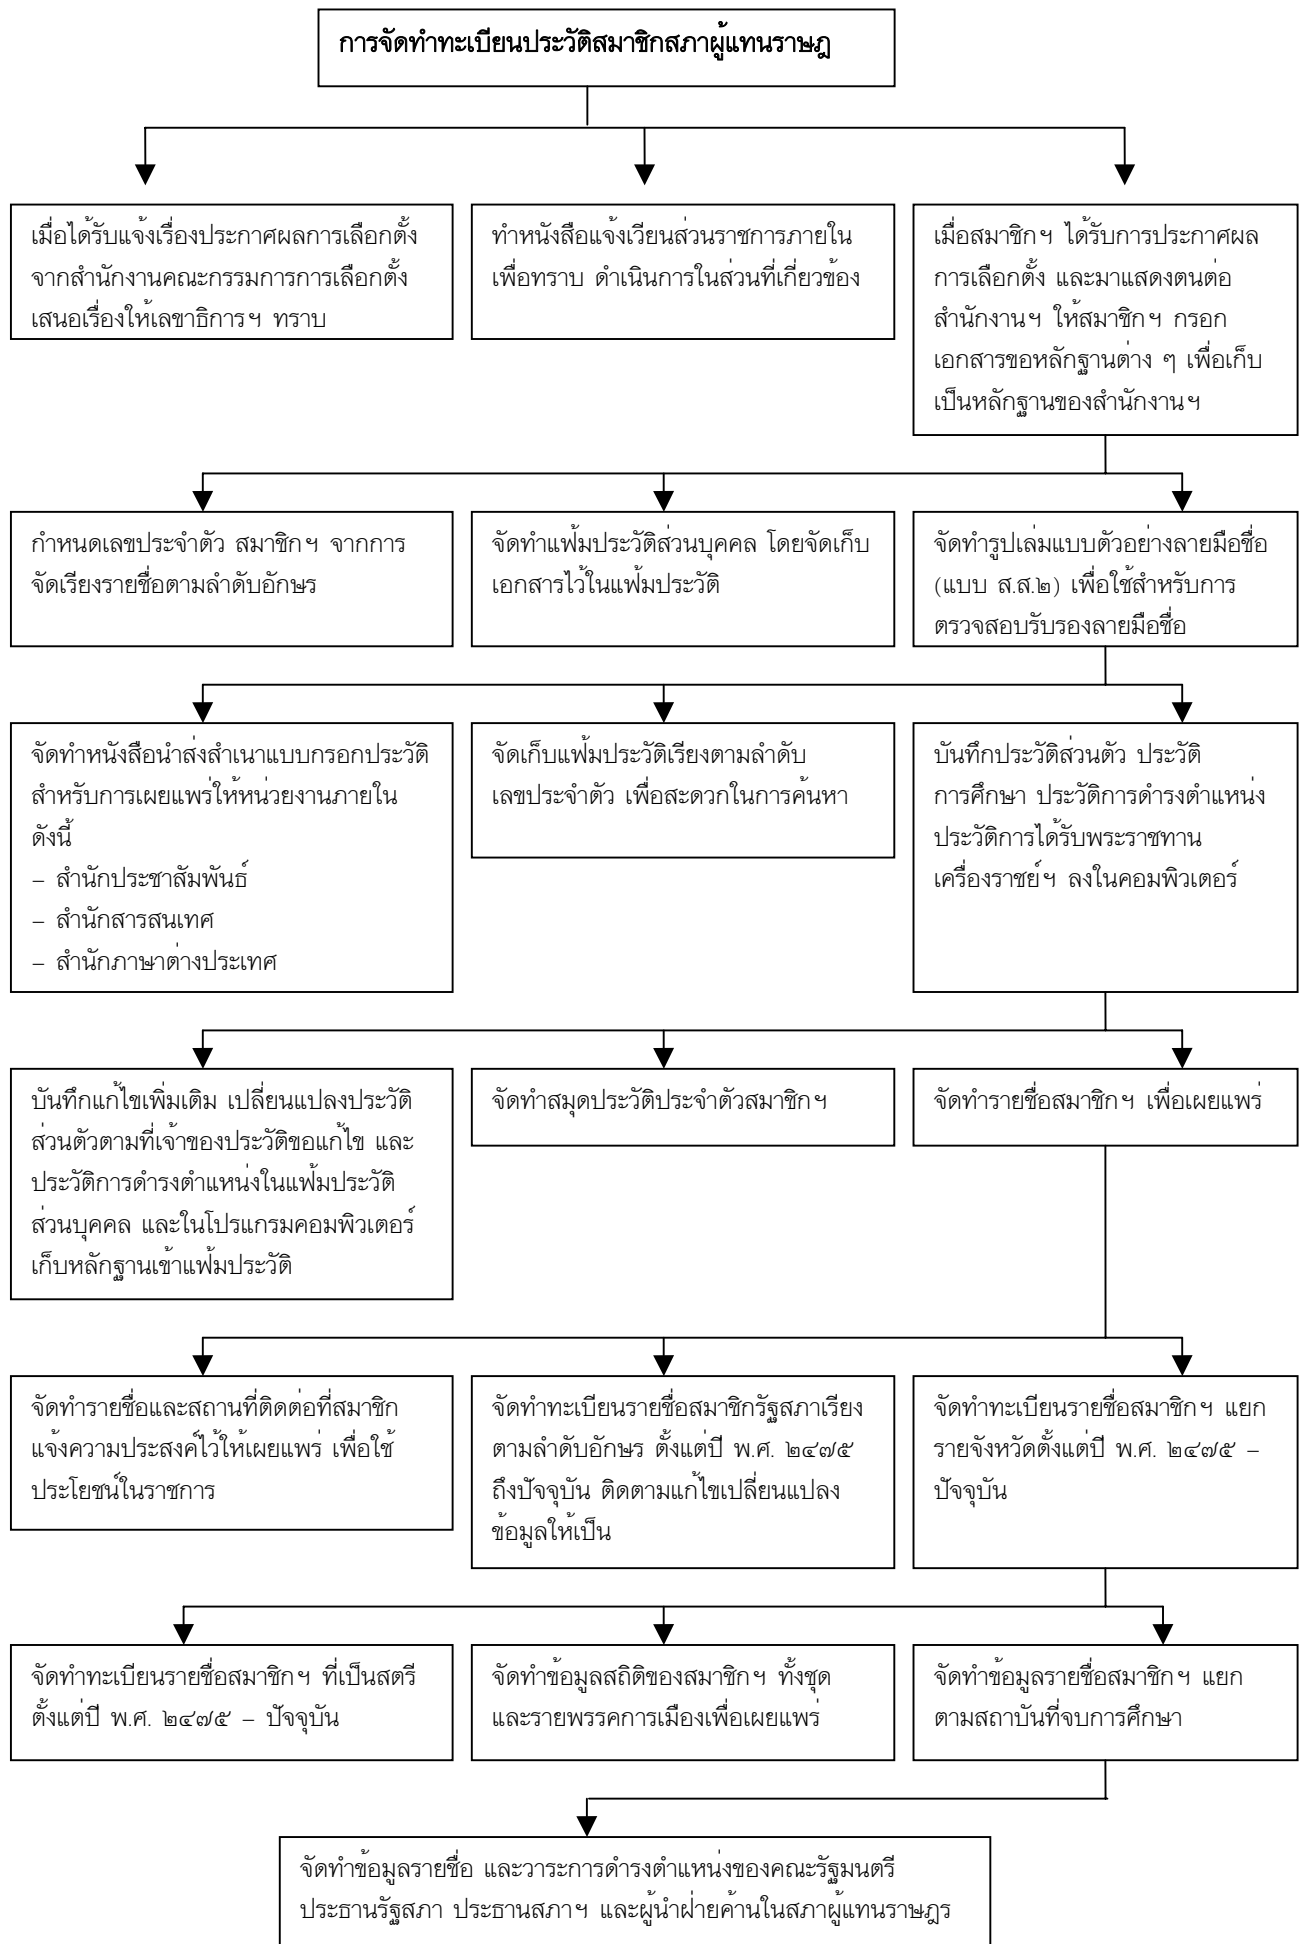 การจัดทำทะเบียนประวัติสมาชิกสภาผู้แทนราษฎ
เมื่อได้รับแจ้งเรื่องประกาศผลการเลือกตั้ง
จากสำนักงานคณะกรรมการการเลือกตั้ง
เสนอเรื่องให้เลขาธิการฯ ทราบ
ทำหนังสือแจ้งเวียนส่วนราชการภายใน
เพื่อทราบ ดำเนินการในส่วนที่เกี่ยวข้อง
เมื่อสมาชิกฯ ได้รับการประกาศผล
การเลือกตั้ง และมาแสดงตนต่อ
สำนักงานฯ ให้สมาชิกฯ กรอก
เอกสารขอหลักฐานต่าง ๆ เพื่อเก็บ
เป็นหลักฐานของสำนักงานฯ
กำหนดเลขประจำตัว สมาชิกฯ จากการ
จัดเรียงรายชื่อตามลำดับอักษร
จัดทำแฟ้มประวัติส่วนบุคคล โดยจัดเก็บ
เอกสารไว้ในแฟ้มประวัติ
จัดทำรูปเล่มแบบตัวอย่างลายมือชื่อ
(แบบ ส.ส.๒) เพื่อใช้สำหรับการ
ตรวจสอบรับรองลายมือชื่อ
จัดทำหนังสือนำส่งสำเนาแบบกรอกประวัติ
สำหรับการเผยแพร่ให้หน่วยงานภายใน
ดังนี้
– สำนักประชาสัมพันธ์
– สำนักสารสนเทศ
– สำนักภาษาต่างประเทศ
จัดเก็บแฟ้มประวัติเรียงตามลำดับ
เลขประจำตัว เพื่อสะดวกในการค้นหา
บันทึกประวัติส่วนตัว ประวัติ
การศึกษา ประวัติการดำรงตำแหน่ง
ประวัติการได้รับพระราชทาน
เครื่องราชย์ฯ ลงในคอมพิวเตอร์
บันทึกแก้ไขเพิ่มเติม เปลี่ยนแปลงประวัติ
ส่วนตัวตามที่เจ้าของประวัติขอแก้ไข และ
ประวัติการดำรงตำแหน่งในแฟ้มประวัติ
ส่วนบุคคล และในโปรแกรมคอมพิวเตอร์
เก็บหลักฐานเข้าแฟ้มประวัติ
จัดทำสมุดประวัติประจำตัวสมาชิกฯ
จัดทำรายชื่อสมาชิกฯ เพื่อเผยแพร่
จัดทำรายชื่อและสถานที่ติดต่อที่สมาชิก
แจ้งความประสงค์ไว้ให้เผยแพร่ เพื่อใช้
ประโยชน์ในราชการ
จัดทำทะเบียนรายชื่อสมาชิกรัฐสภาเรียง
ตามลำดับอักษร ตั้งแต่ปี พ.ศ. ๒๔๗๕
ถึงปัจจุบัน ติดตามแก้ไขเปลี่ยนแปลง
ข้อมูลให้เป็น
จัดทำทะเบียนรายชื่อสมาชิกฯ แยก
รายจังหวัดตั้งแต่ปี พ.ศ. ๒๔๗๕ –
ปัจจุบัน
จัดทำทะเบียนรายชื่อสมาชิกฯ ที่เป็นสตรี
ตั้งแต่ปี พ.ศ. ๒๔๗๕ – ปัจจุบัน
จัดทำข้อมูลสถิติของสมาชิกฯ ทั้งชุด
และรายพรรคการเมืองเพื่อเผยแพร่
จัดทำข้อมูลรายชื่อสมาชิกฯ แยก
ตามสถาบันที่จบการศึกษา
จัดทำข้อมูลรายชื่อ และวาระการดำรงตำแหน่งของคณะรัฐมนตรี
ประธานรัฐสภา ประธานสภาฯ และผู้นำฝ่ายค้านในสภาผู้แทนราษฎร